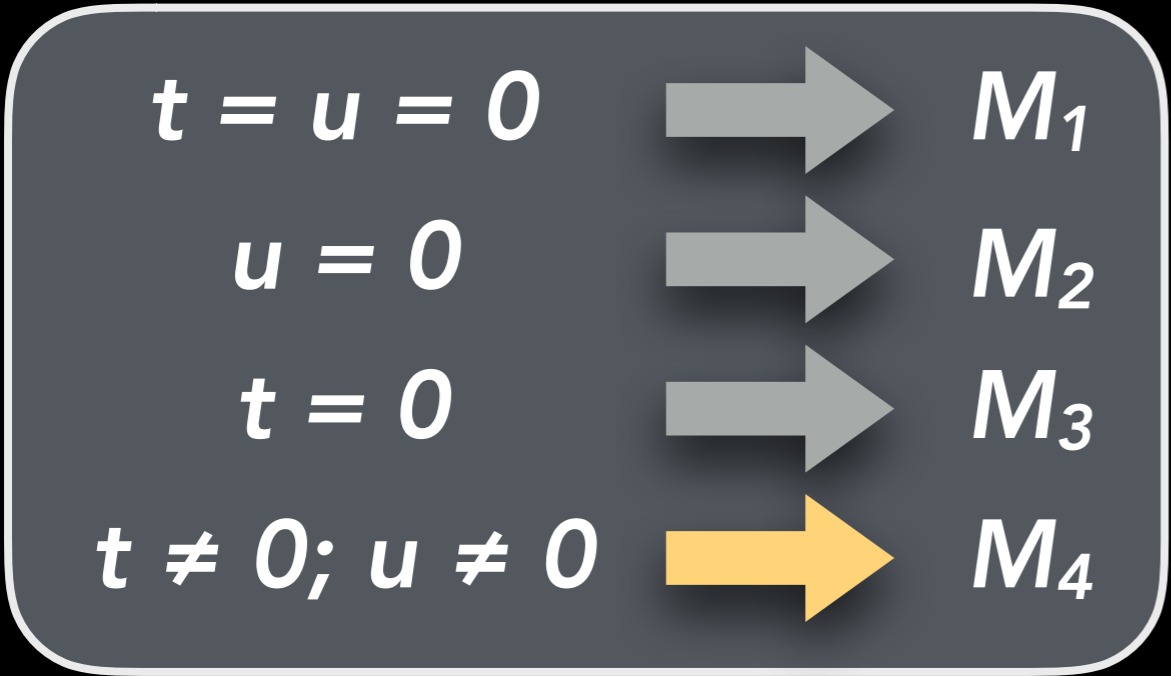 t = u = 0 M₁
u = 0 M₂
t = 0 M₃
t ≠ 0; u ≠ 0 M₄